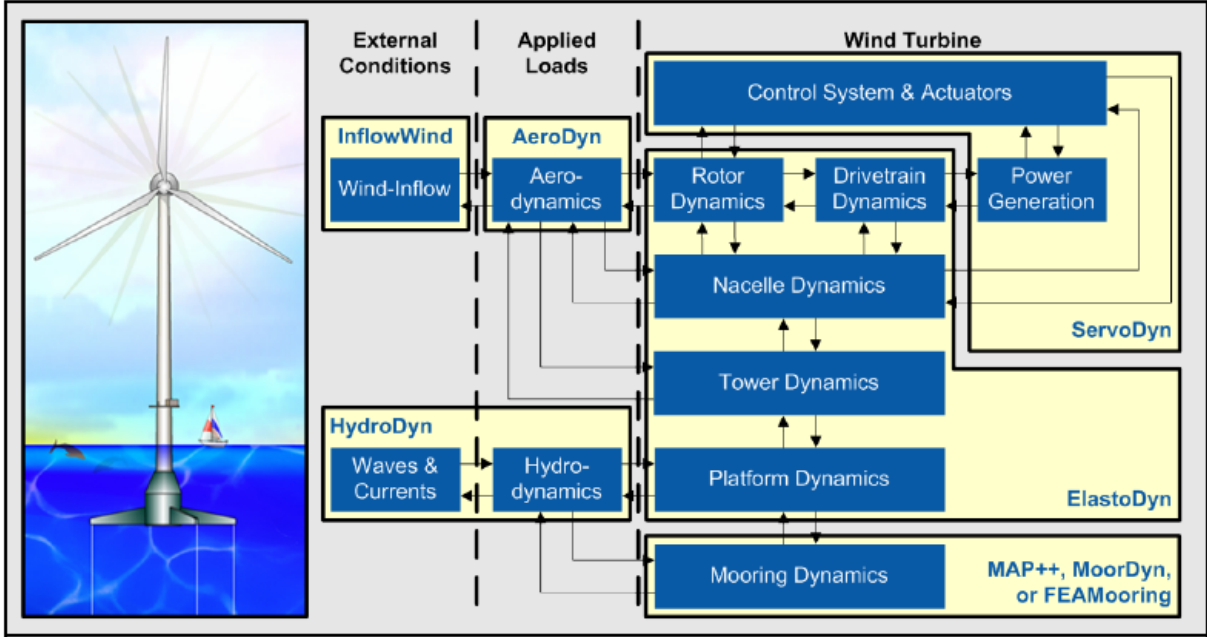 External
Conditions
Applied
Loads
Wind Turbine
Control System & Actuators
InflowWind
AeroDyn
Wind-Inflow
Aero-
dynamics
Rotor
Dynamics
Drivetrain
Dynamics
Power
Generation
Nacelle Dynamics
ServoDyn
Tower Dynamics
HydroDyn
Waves &
Currents
Hydro-
dynamics
Platform Dynamics
ElastoDyn
Mooring Dynamics
MAP++, MoorDyn,
or FEAMooring